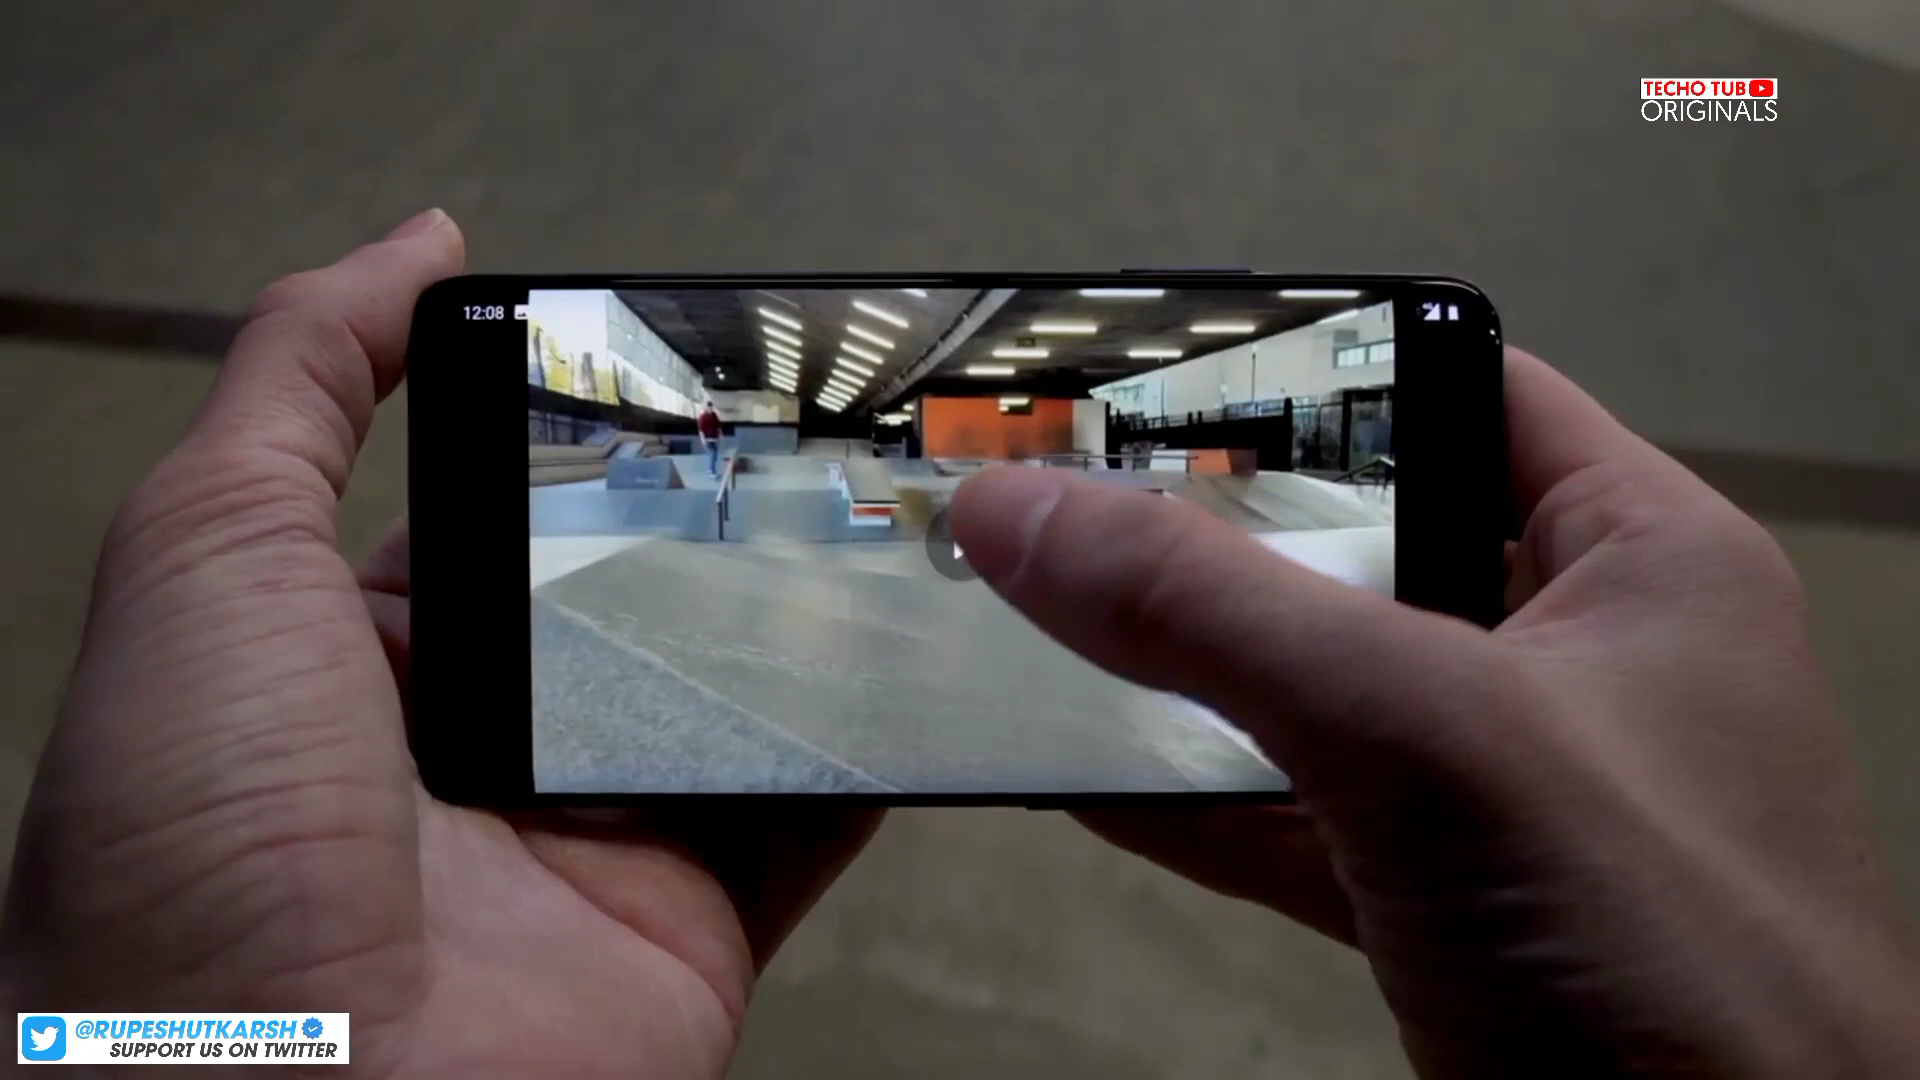 TECHO TUB
ORIGINALS
12:08
@RUPESHUTKARSH
SUPPORT US ON TWITTER